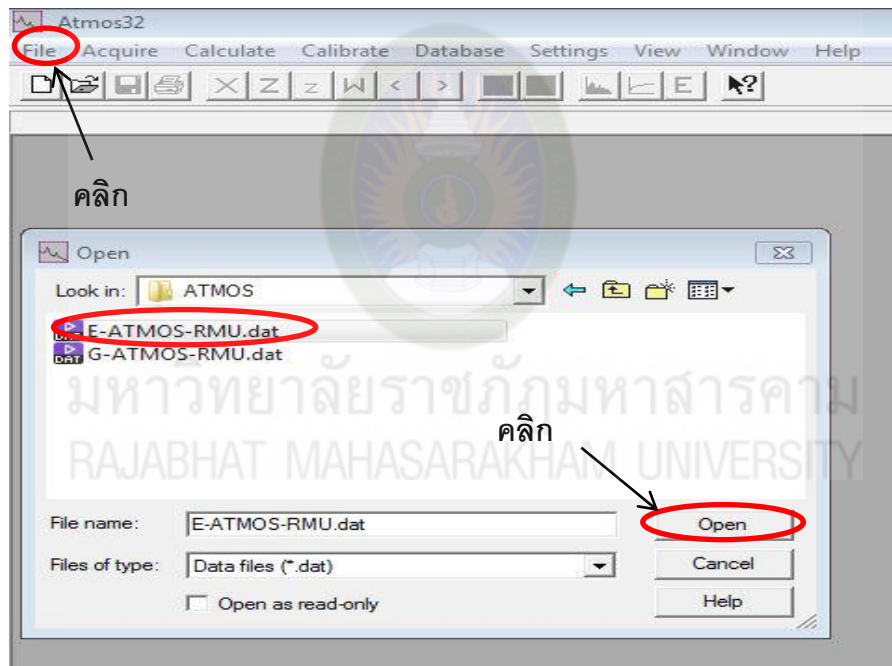 Atmos32
File Acquire Calculate Calibrate Database Settings View Window Help
X Z z W < > E ?
คลิก
Open
Look in: ATMOS
E-ATMOS-RMU.dat
G-ATMOS-RMU.dat
มหาวิทยาลัยราชภัฏมหาสารคาม
คลิก
RAJABHAT MAHASARAKHAM UNIVERSITY
File name: E-ATMOS-RMU.dat Open
Files of type: Data files (*.dat) Cancel
Open as read-only Help